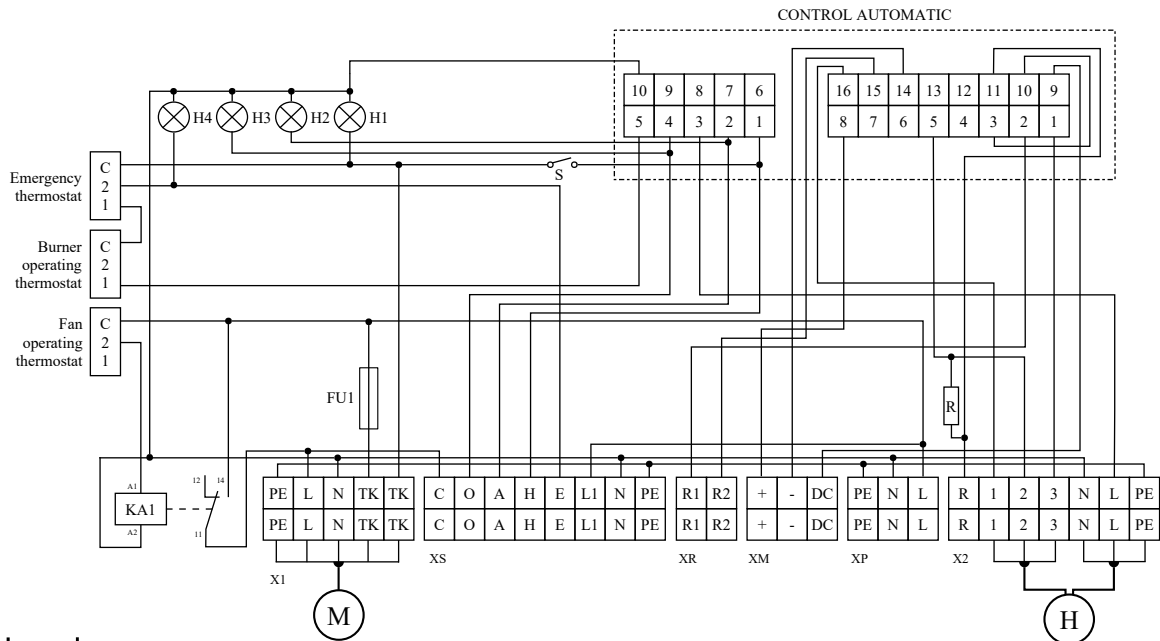 CONTROL AUTOMATIC
10 9 8 7 6
5 4 3 2 1
16 15 14 13 12 11 10 9
8 7 6 5 4 3 2 1
H4 H3 H2 H1
S
Emergency
thermostat
C
2
1
Burner
operating
thermostat
C
2
1
Fan
operating
thermostat
C
2
1
FU1
R
A1
KA1
A2
12 14
11
PE L N TK TK
PE L N TK TK
X1
C O A H E L1 N PE
C O A H E L1 N PE
XS
R1 R2
R1 R2
XR
+ - DC
+ - DC
XM
PE N L
PE N L
XP
R 1 2 3 N L PE
R 1 2 3 N L PE
X2
M
H